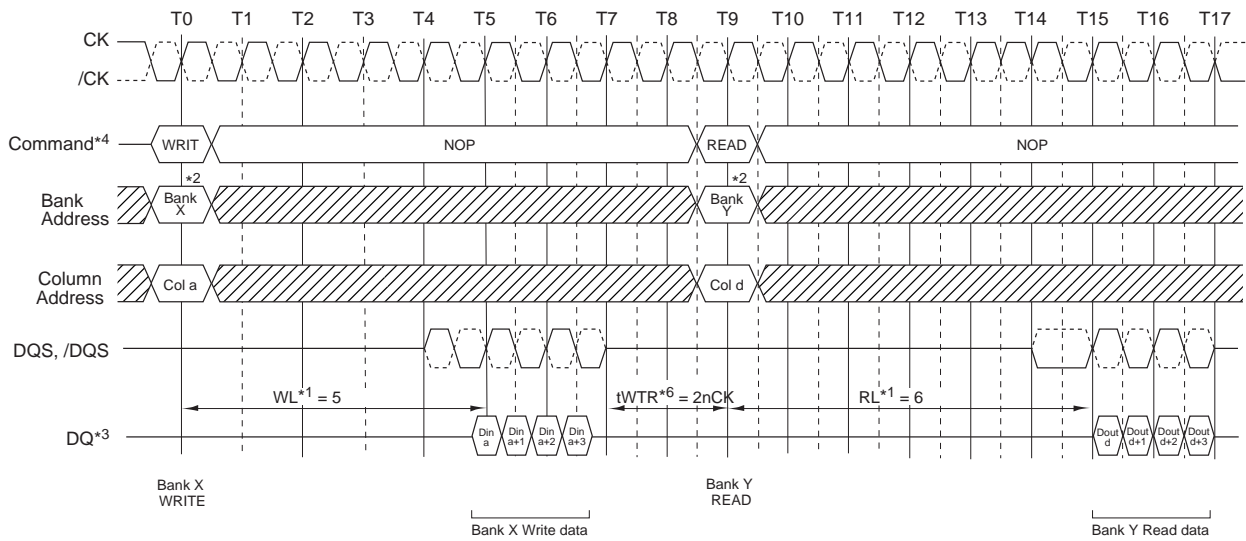 T0 T1 T2 T3 T4 T5 T6 T7 T8 T9 T10 T11 T12 T13 T14 T15 T16 T17
CK
/CK
Command*4 WRIT NOP READ NOP
*2 *2
Bank Address Bank X Bank Y
Column Address Col a Col d
DQS, /DQS
WL*1 = 5 tWTR*6 = 2nCK RL*1 = 6
DQ*3 Din a Din a+1 Din a+2 Din a+3 Dout d Dout d+1 Dout d+2 Dout d+3
Bank X WRITE Bank Y READ
Bank X Write data Bank Y Read data